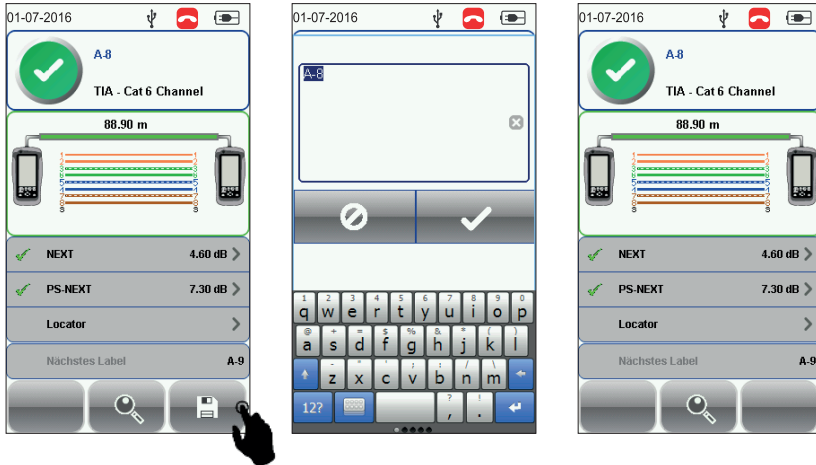 01-07-2016
A-8
TIA - Cat 6 Channel
88.90 m
NEXT 4.60 dB
PS-NEXT 7.30 dB
Locator
Nächstes Label A-9
01-07-2016
A-8
1 2 3 4 5 6 7 8 9 0
q w e r t y u i o p
@ + = $ % & * ( )
a s d f g h j k l
- ' " : ; / \
z x c v b n m
12? , ? . !
01-07-2016
A-8
TIA - Cat 6 Channel
88.90 m
NEXT 4.60 dB
PS-NEXT 7.30 dB
Locator
Nächstes Label A-9